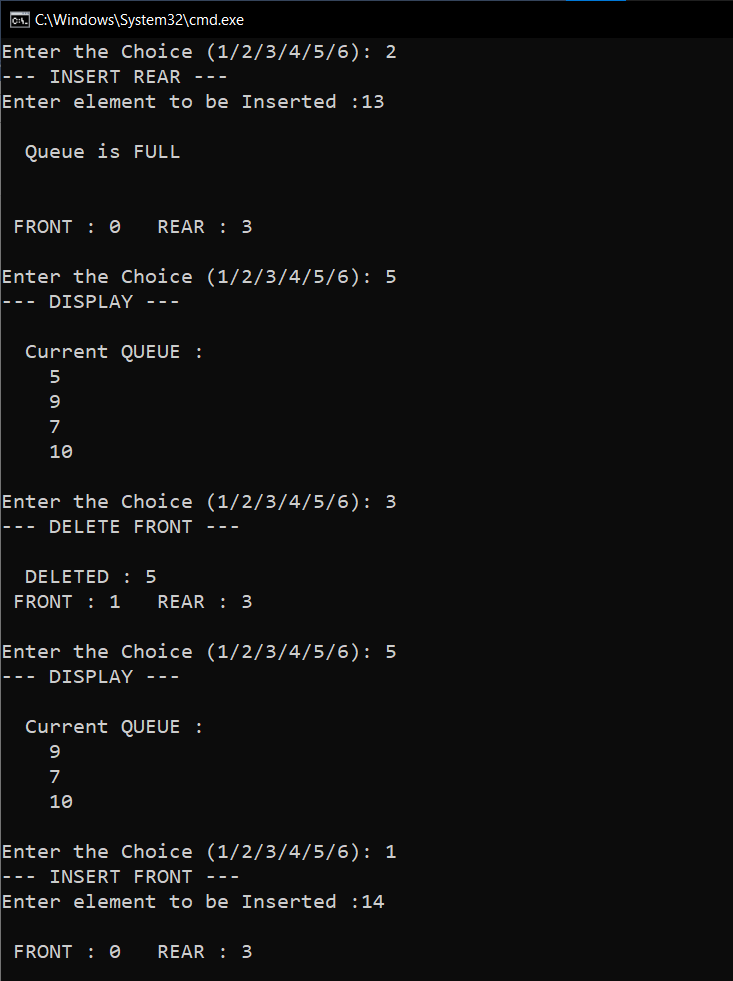 C:\Windows\System32\cmd.exe
Enter the Choice (1/2/3/4/5/6): 2
--- INSERT REAR ---
Enter element to be Inserted :13
Queue is FULL
FRONT : 0   REAR : 3
Enter the Choice (1/2/3/4/5/6): 5
--- DISPLAY ---
Current QUEUE :
5
9
7
10
Enter the Choice (1/2/3/4/5/6): 3
--- DELETE FRONT ---
DELETED : 5
FRONT : 1   REAR : 3
Enter the Choice (1/2/3/4/5/6): 5
--- DISPLAY ---
Current QUEUE :
9
7
10
Enter the Choice (1/2/3/4/5/6): 1
--- INSERT FRONT ---
Enter element to be Inserted :14
FRONT : 0   REAR : 3